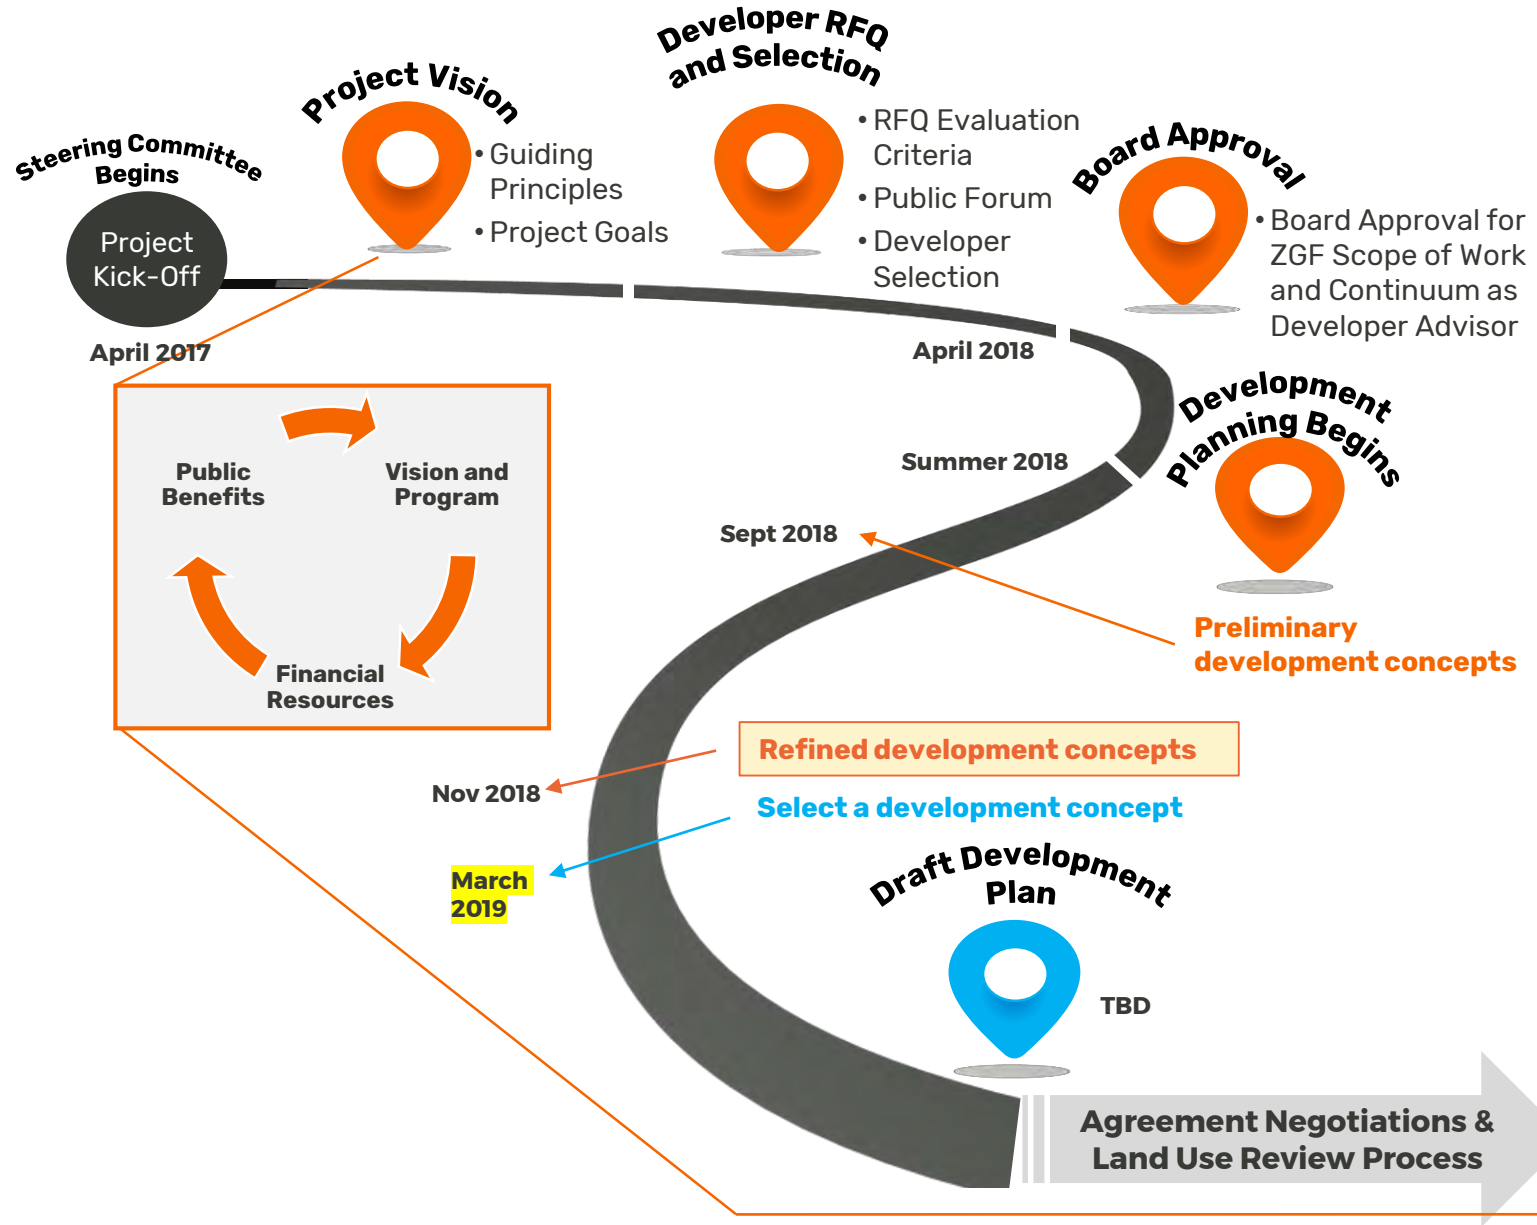 Steering Committee
Begins
Project
Kick-Off
April 2017
Project Vision
• Guiding
Principles
• Project Goals
Developer RFQ
and Selection
• RFQ Evaluation
Criteria
• Public Forum
• Developer
Selection
April 2018
Board Approval
• Board Approval for
ZGF Scope of Work
and Continuum as
Developer Advisor
Summer 2018
Development
Planning Begins
Public
Benefits
Vision and
Program
Financial
Resources
Sept 2018
Preliminary
development concepts
Refined development concepts
Nov 2018
Select a development concept
March
2019
Draft Development
Plan
TBD
Agreement Negotiations &
Land Use Review Process